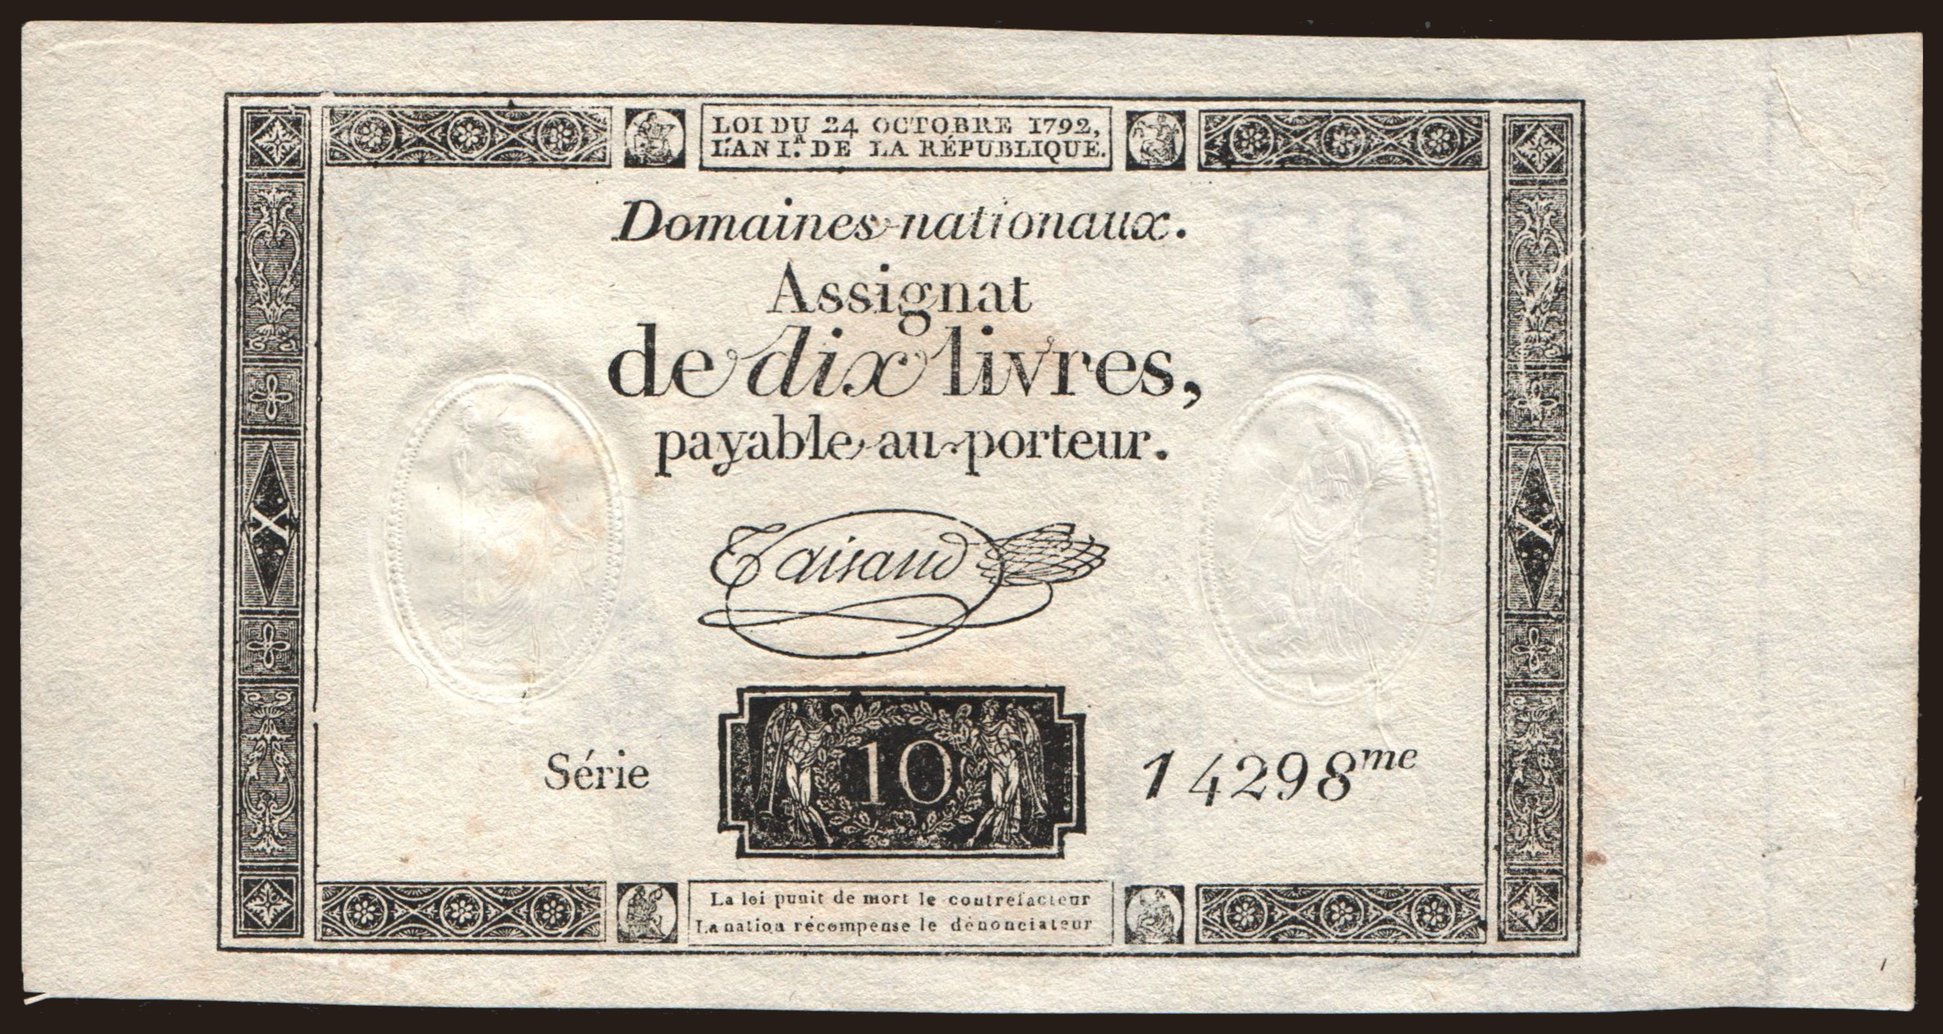 LOI DU 24 OCTOBRE 1792,
L'AN I.R DE LA RÉPUBLIQUE.
Domaines nationaux.
Assignat
de dix livres,
payable au porteur.
Taisaud
X X
Série 10 14298me
La loi punit de mort le contrefacteur
La nation récompense le dénonciateur